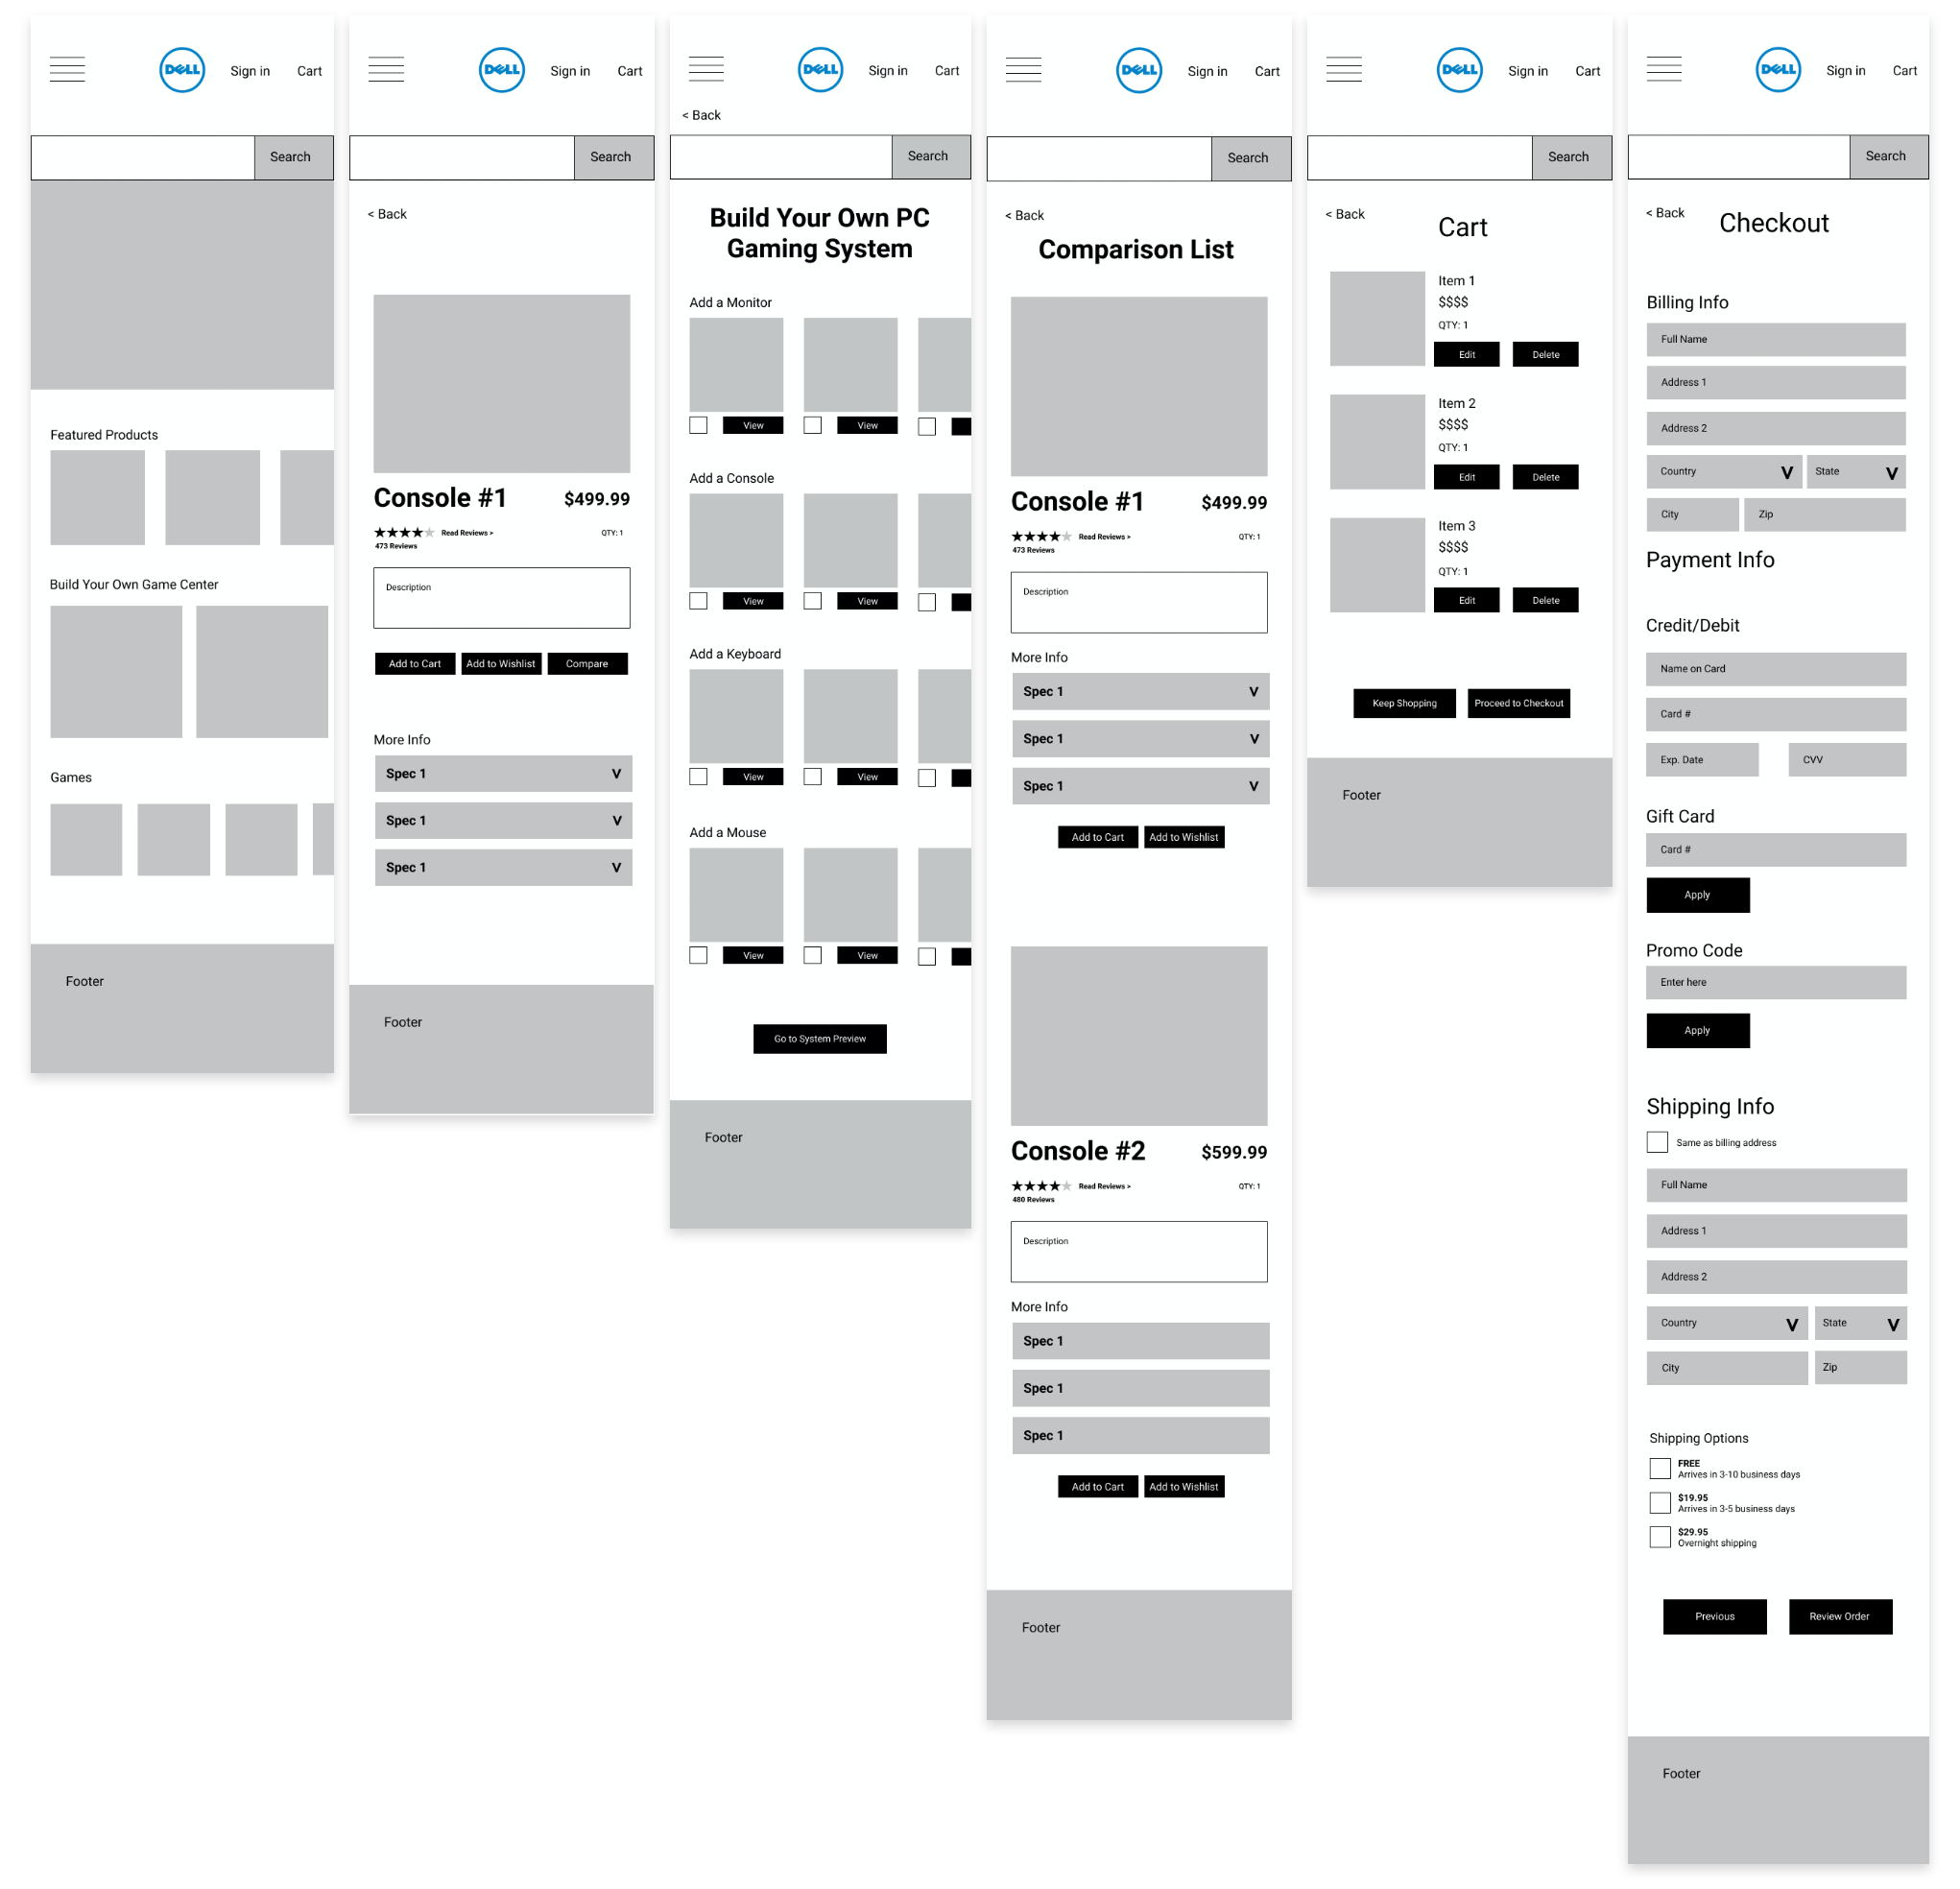 DELL
Sign in
Cart
Search
Featured Products
Build Your Own Game Center
Games
Footer
DELL
Sign in
Cart
Search
< Back
Console #1
$499.99
Read Reviews >
QTY: 1
473 Reviews
Description
Add to Cart
Add to Wishlist
Compare
More Info
Spec 1
V
Spec 1
V
Spec 1
V
Footer
DELL
Sign in
Cart
< Back
Search
Build Your Own PC
Gaming System
Add a Monitor
View
View
Add a Console
View
View
Add a Keyboard
View
View
Add a Mouse
View
View
Go to System Preview
Footer
DELL
Sign in
Cart
Search
< Back
Comparison List
Console #1
$499.99
Read Reviews >
QTY: 1
473 Reviews
Description
More Info
Spec 1
V
Spec 1
V
Spec 1
V
Add to Cart
Add to Wishlist
Console #2
$599.99
Read Reviews >
QTY: 1
480 Reviews
Description
More Info
Spec 1
Spec 1
Spec 1
Add to Cart
Add to Wishlist
Footer
DELL
Sign in
Cart
Search
< Back
Cart
Item 1
$$$$
QTY: 1
Edit
Delete
Item 2
$$$$
QTY: 1
Edit
Delete
Item 3
$$$$
QTY: 1
Edit
Delete
Keep Shopping
Proceed to Checkout
Footer
DELL
Sign in
Cart
Search
< Back
Checkout
Billing Info
Full Name
Address 1
Address 2
Country
V
State
V
City
Zip
Payment Info
Credit/Debit
Name on Card
Card #
Exp. Date
CVV
Gift Card
Card #
Apply
Promo Code
Enter here
Apply
Shipping Info
Same as billing address
Full Name
Address 1
Address 2
Country
V
State
V
City
Zip
Shipping Options
FREE
Arrives in 3-10 business days
$19.95
Arrives in 3-5 business days
$29.95
Overnight shipping
Previous
Review Order
Footer